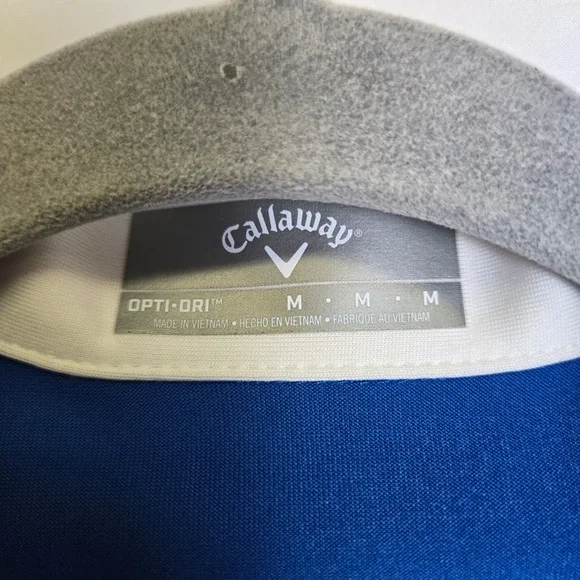 Callaway®
OPTI·DRI™ M · M · M
MADE IN VIETNAM • HECHO EN VIETNAM • FABRIQUÉ AU VIETNAM